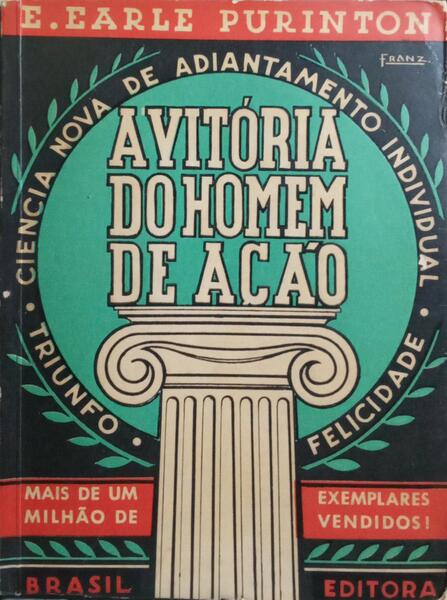 E. EARLE PURINTON
FRANZ.
CIENCIA NOVA DE ADIANTAMENTO INDIVIDUAL
A VITÓRIA
DO HOMEM
DE AÇÃO
TRIUNFO · FELICIDADE
MAIS DE UM
MILHÃO DE
EXEMPLARES
VENDIDOS!
BRASIL EDITORA